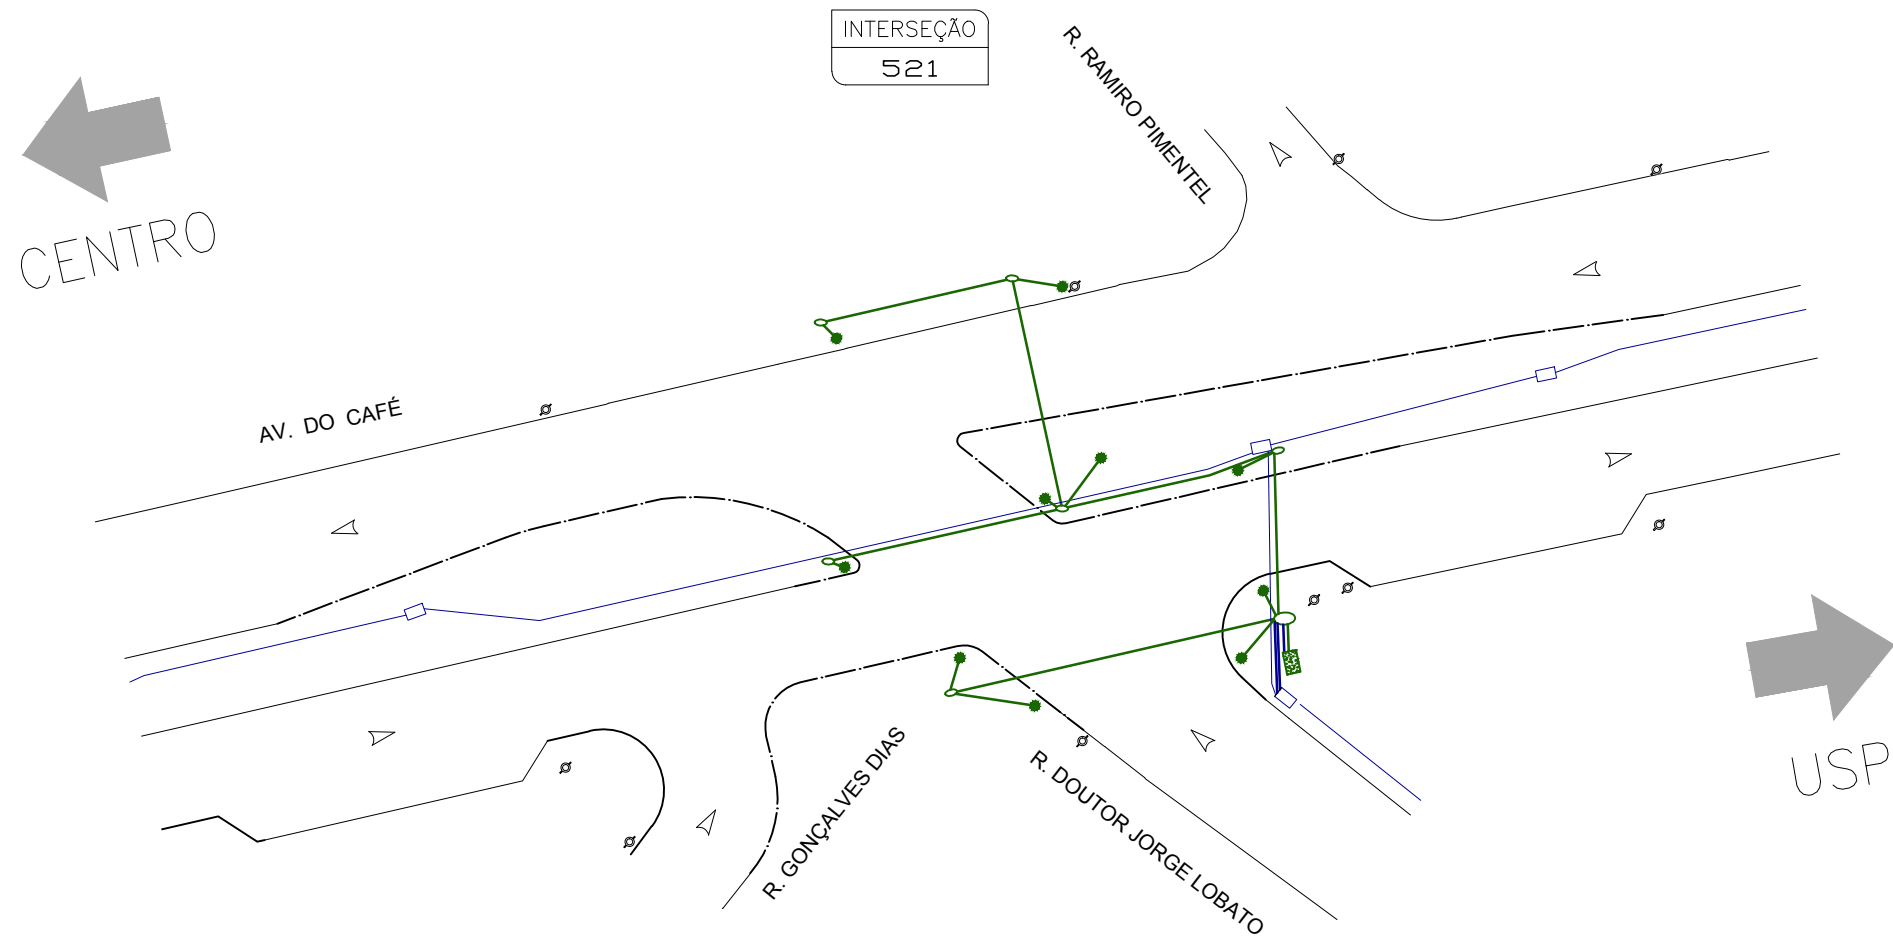 INTERSEÇÃO
521
R. RAMIRO PIMENTEL
CENTRO
AV. DO CAFÉ
USP
R. GONÇALVES DIAS
R. DOUTOR JORGE LOBATO